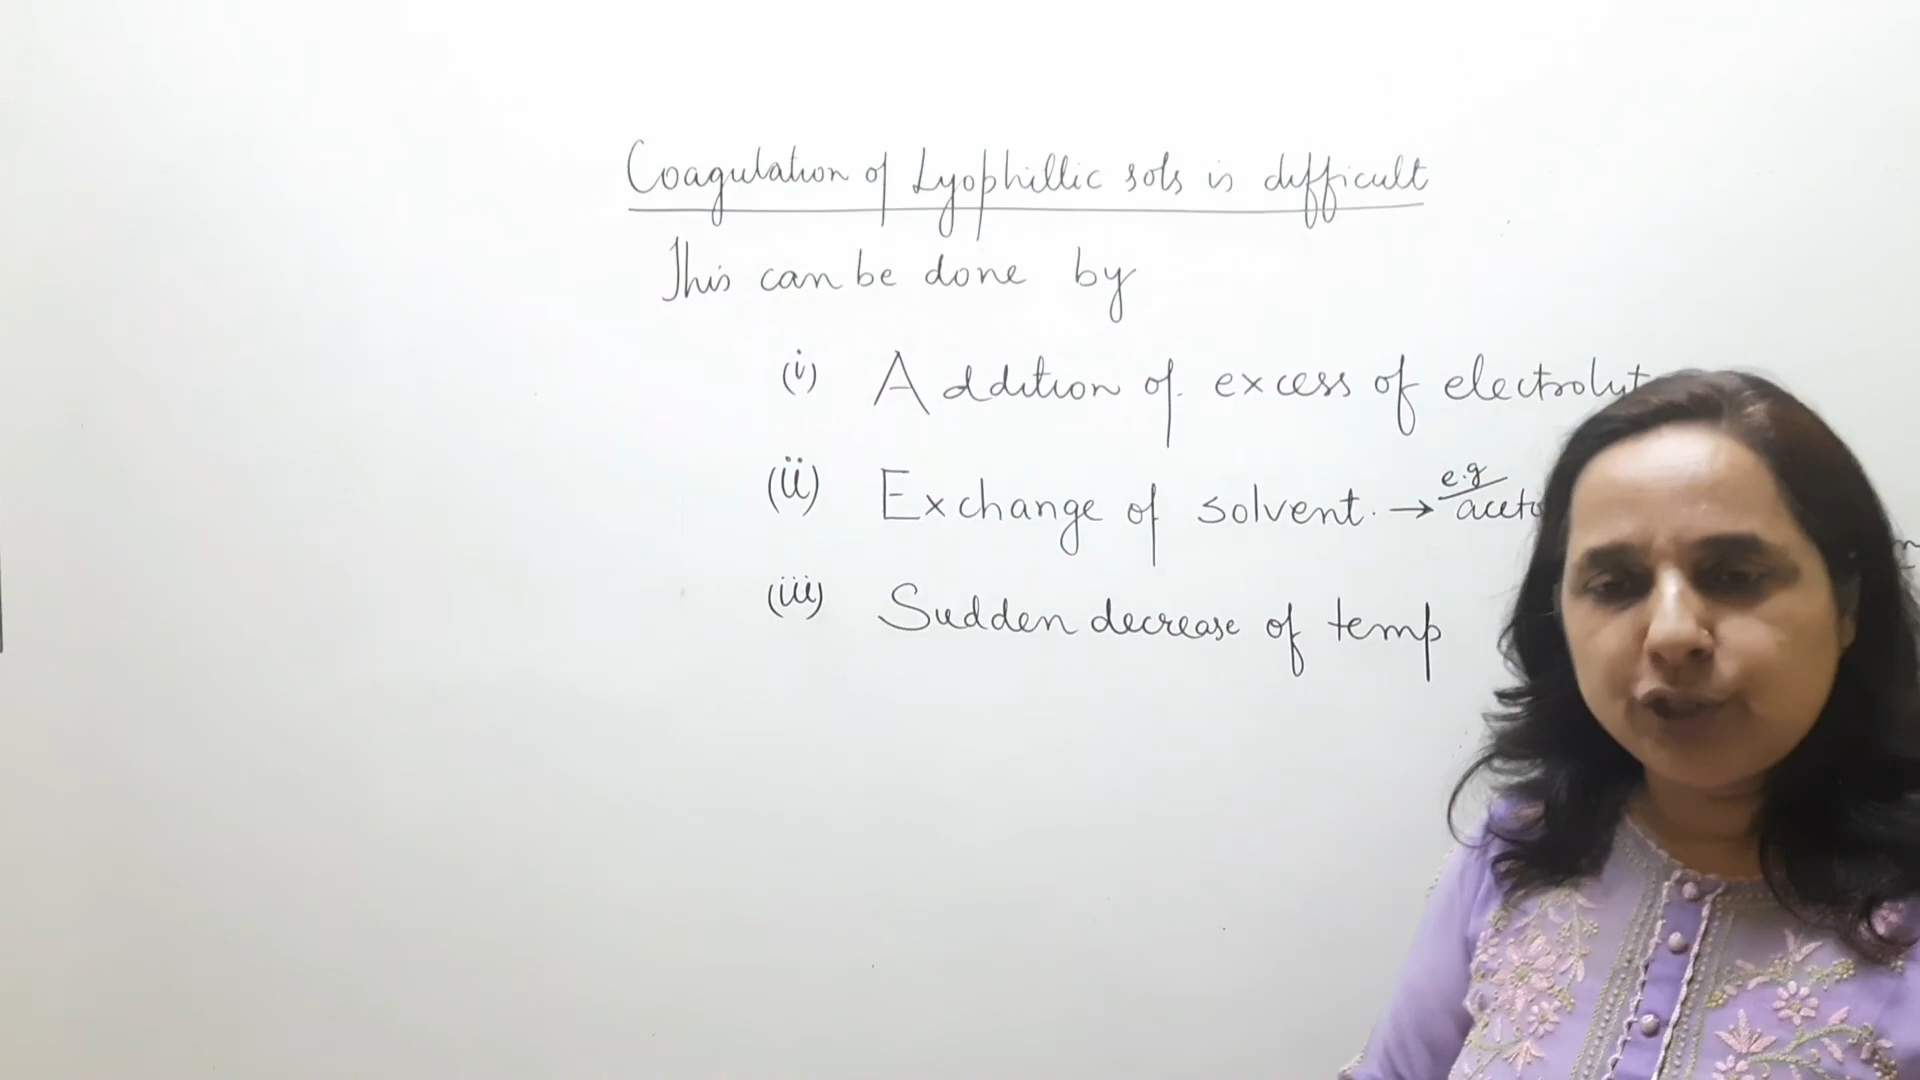 Coagulation of Lyophillic sols is difficult
This can be done by
(i) Addition of excess of
(ii) Exchange of solvent. → e.g
(iii) Sudden decrease of temp